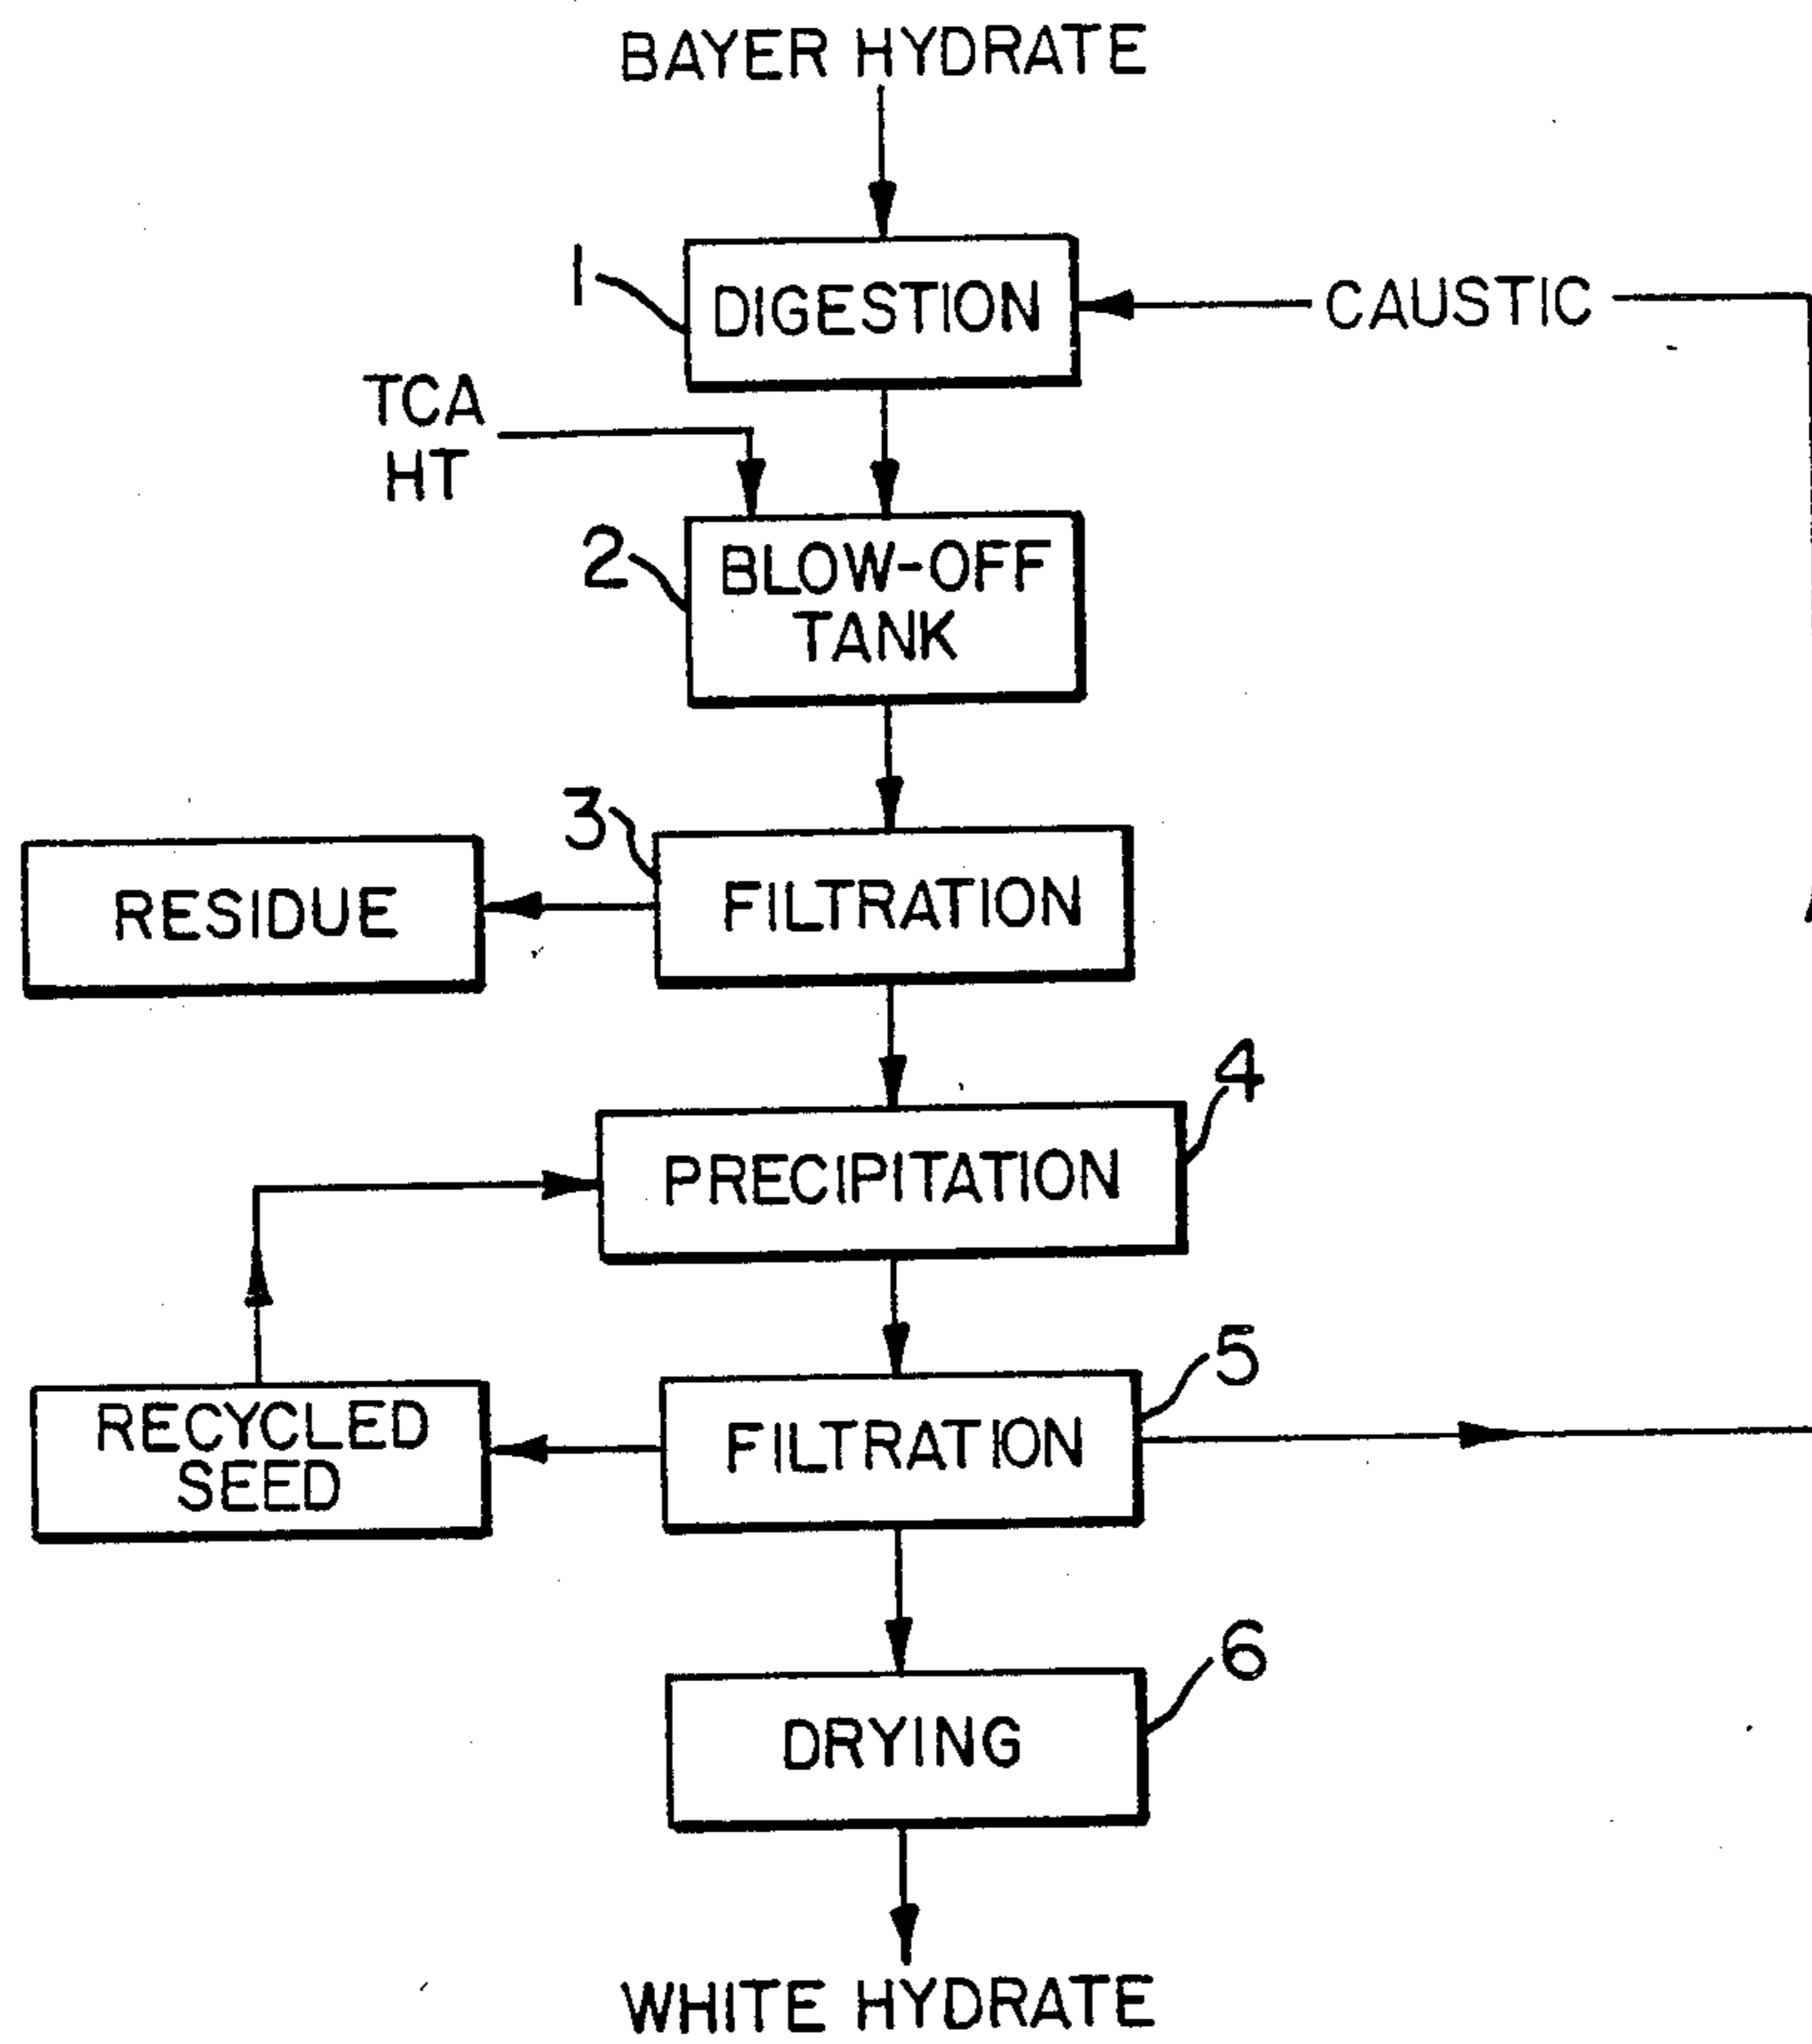 BAYER HYDRATE
1
DIGESTION
CAUSTIC
TCA
HT
2
BLOW-OFF
TANK
3
RESIDUE
FILTRATION
4
PRECIPITATION
5
RECYCLED
SEED
FILTRATION
6
DRYING
WHITE HYDRATE